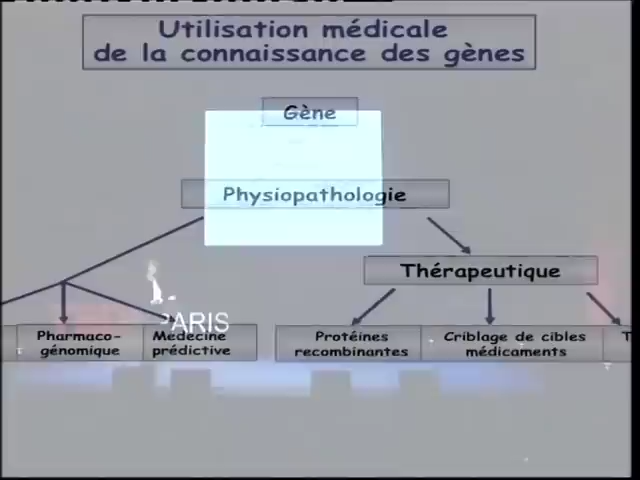 Utilisation médicale
de la connaissance des gènes
Gène
Physiopathologie
Thérapeutique
PARIS
Pharmaco-
génomique
Médecine
prédictive
Protéines
recombinantes
Criblage de cibles
médicaments
T